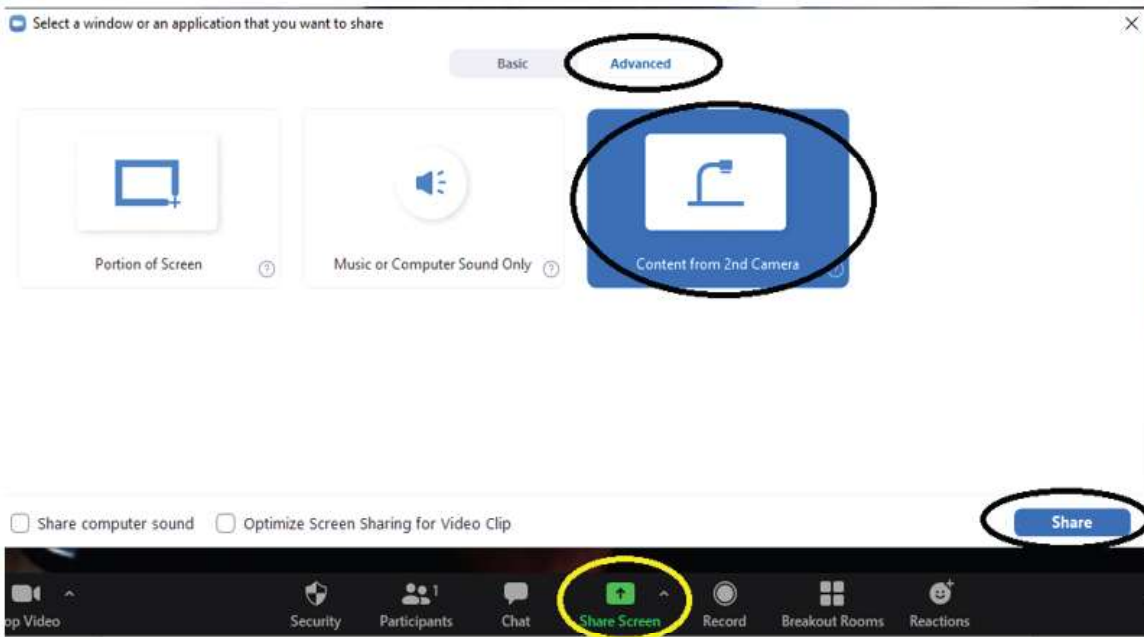 Select a window or an application that you want to share
Basic Advanced
Portion of Screen Music or Computer Sound Only Content from 2nd Camera
Share computer sound Optimize Screen Sharing for Video Clip Share
1
op Video Security Participants Chat Share Screen Record Breakout Rooms Reactions